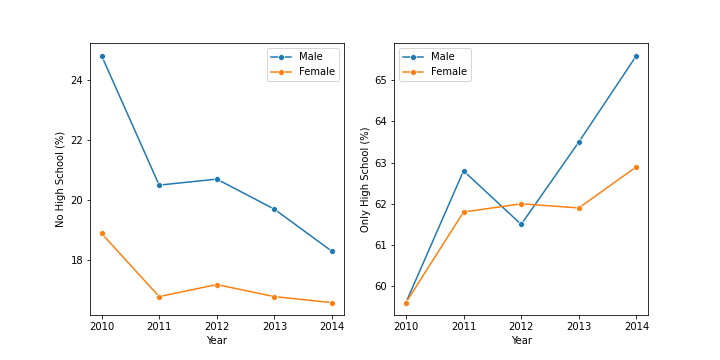 Male
Female
No High School (%)
24
22
20
18
2010 2011 2012 2013 2014
Year
Male
Female
Only High School (%)
65
64
63
62
61
60
2010 2011 2012 2013 2014
Year